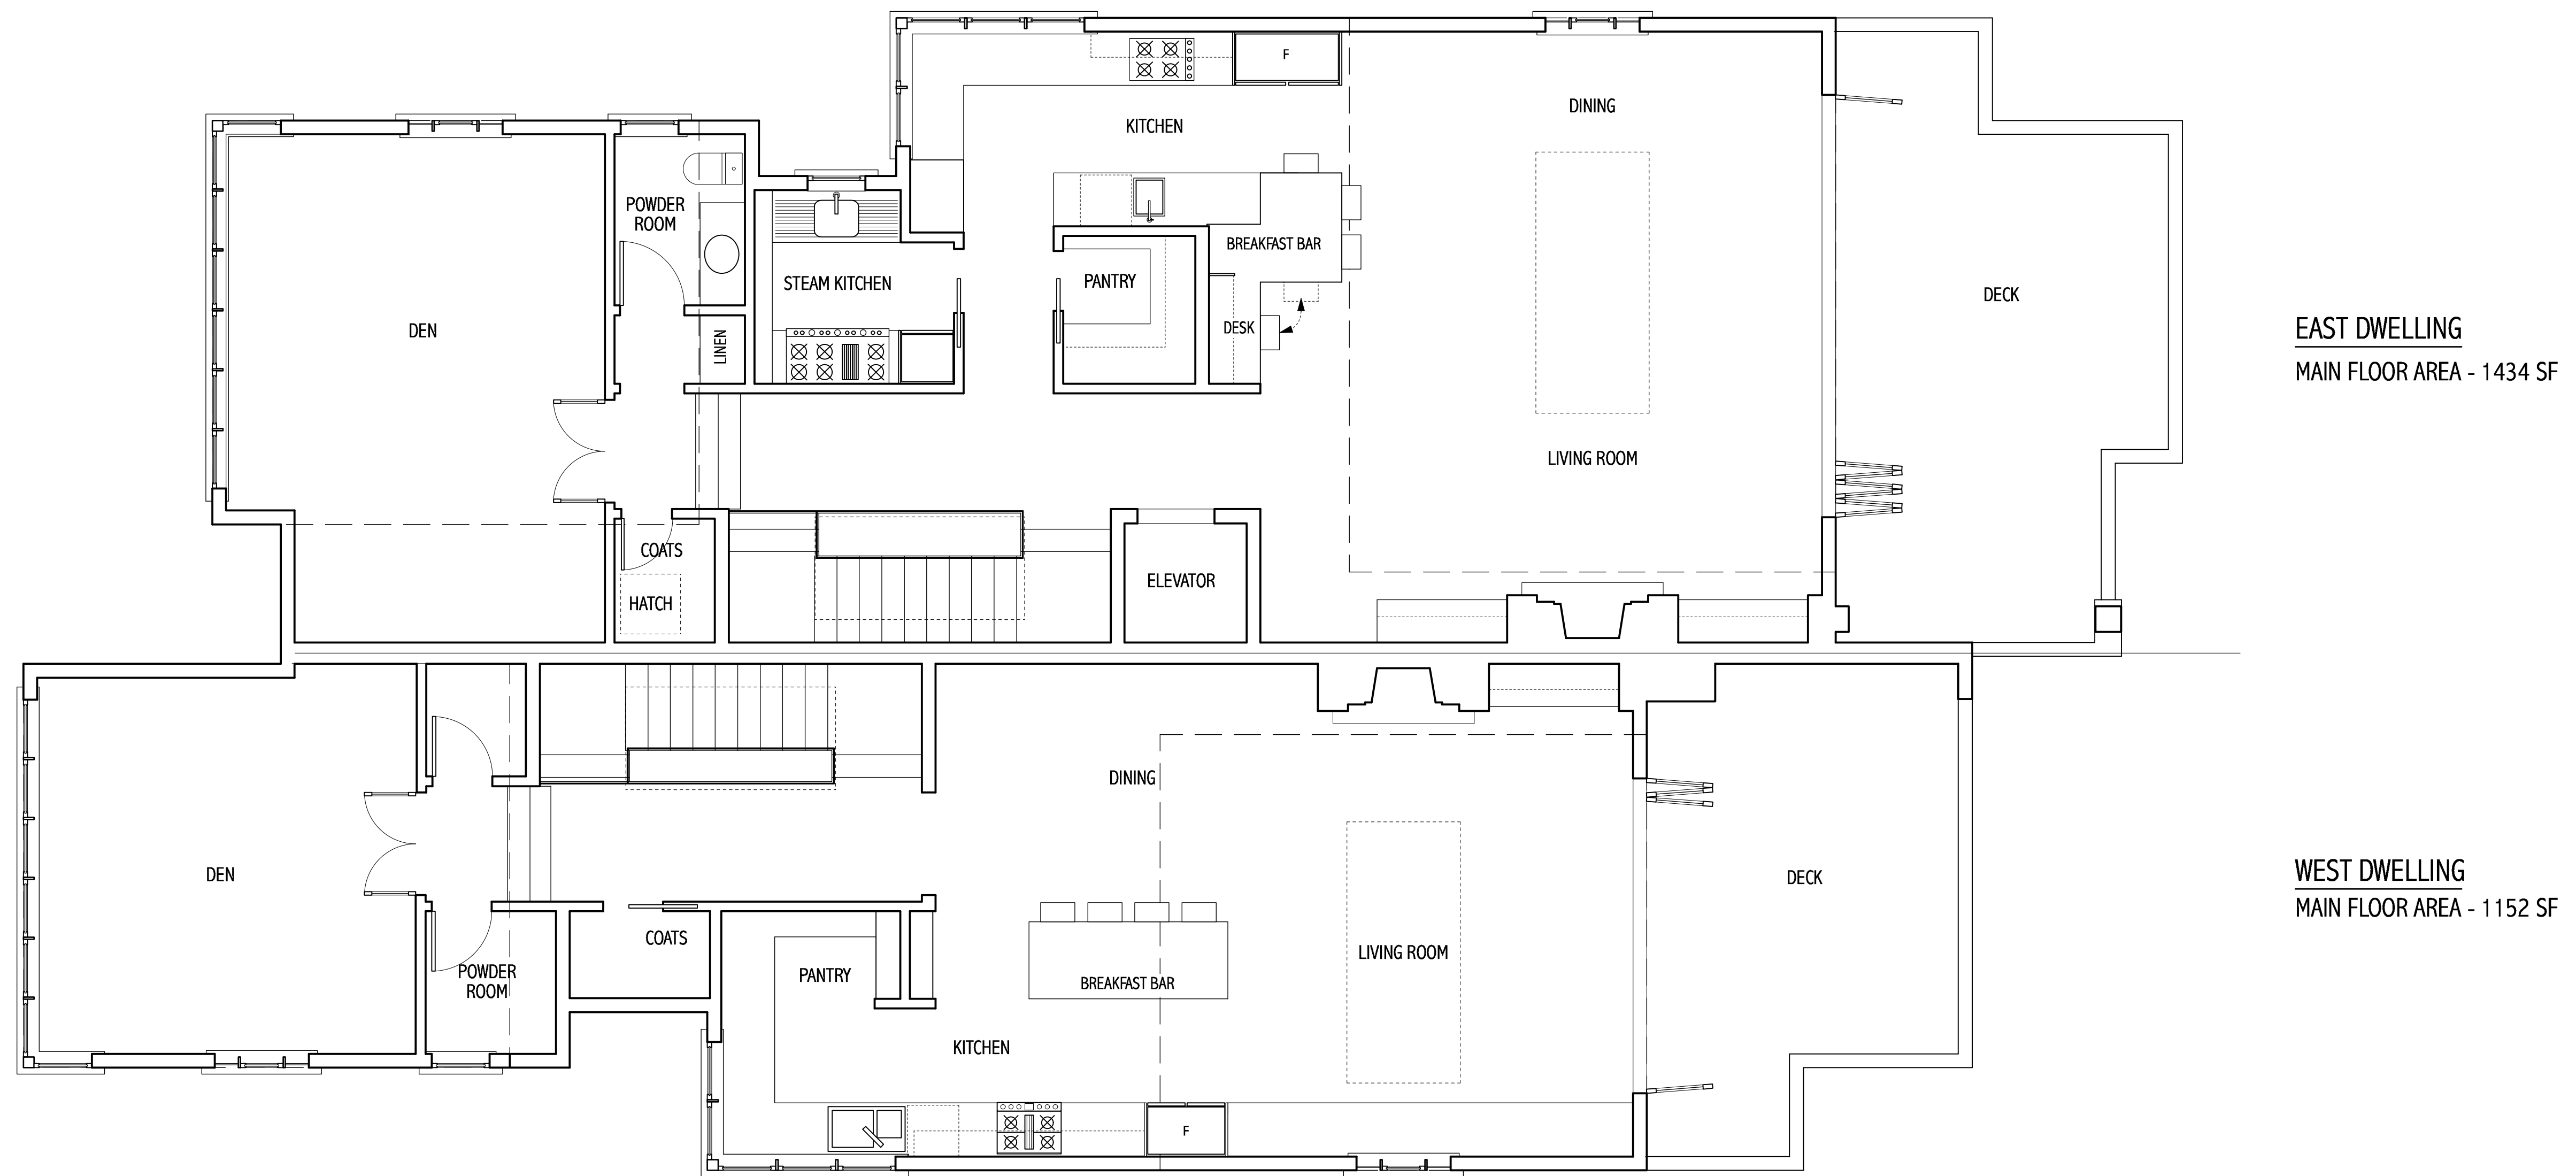 F
DINING
KITCHEN
POWDER
ROOM
BREAKFAST BAR
STEAM KITCHEN
PANTRY
DECK
DEN
DESK
LINEN
EAST DWELLING
MAIN FLOOR AREA - 1434 SF
LIVING ROOM
COATS
ELEVATOR
HATCH
DINING
DEN
DECK
WEST DWELLING
MAIN FLOOR AREA - 1152 SF
COATS
LIVING ROOM
POWDER
ROOM
PANTRY
BREAKFAST BAR
KITCHEN
F